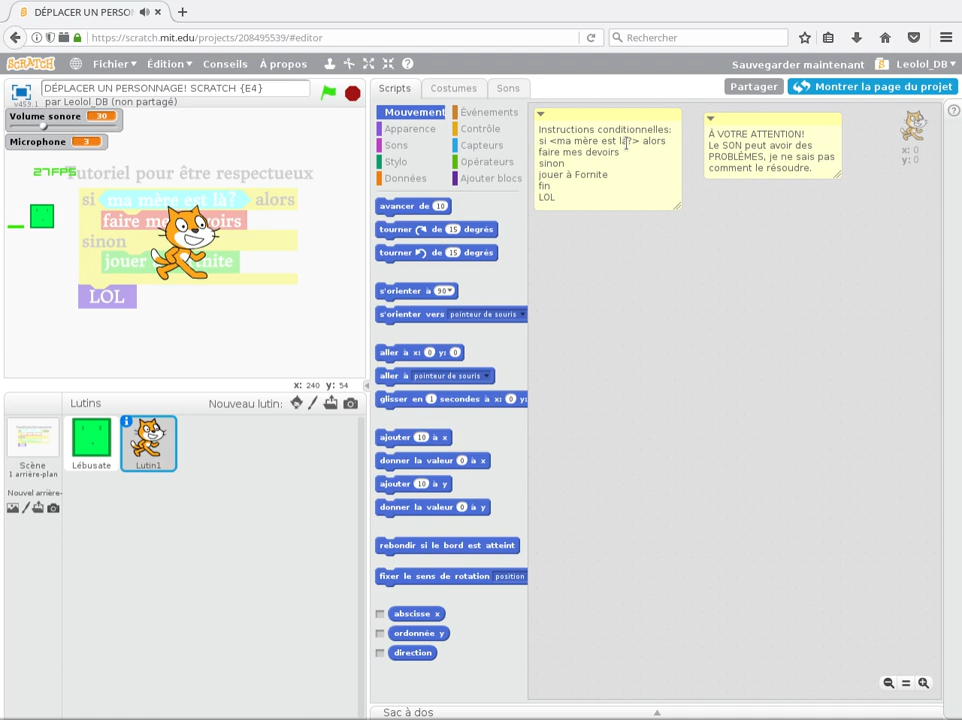 DÉPLACER UN PERSO
https://scratch.mit.edu/projects/208495539/#editor
Rechercher
SCRATCH
Fichier
Édition
Conseils
À propos
Sauvegarder maintenant
Leolol_DB
DÉPLACER UN PERSONNAGE! SCRATCH {E4}
par Leolol_DB (non partagé)
v459.1
Volume sonore 30
Microphone 3
27FPS
Tutoriel pour être respectueux
si ma mère est là? alors
faire me oirs
sinon
jouer nite
LOL
x: 240 y: 54
Lutins
Nouveau lutin:
Scène
1 arrière-plan
Nouvel arrière-
Lébusate
Lutin1
Scripts
Costumes
Sons
Partager
Montrer la page du projet
Mouvement
Apparence
Sons
Stylo
Données
Événements
Contrôle
Capteurs
Opérateurs
Ajouter blocs
avancer de 10
tourner de 15 degrés
tourner de 15 degrés
s'orienter à 90
s'orienter vers pointeur de souris
aller à x: 0 y: 0
aller à pointeur de souris
glisser en 1 secondes à x: 0 y:
ajouter 10 à x
donner la valeur 0 à x
ajouter 10 à y
donner la valeur 0 à y
rebondir si le bord est atteint
fixer le sens de rotation position
abscisse x
ordonnée y
direction
Instructions conditionnelles:
si <ma mère est là?> alors
faire mes devoirs
sinon
jouer à Fornite
fin
LOL
À VOTRE ATTENTION!
Le SON peut avoir des
PROBLÈMES, je ne sais pas
comment le résoudre.
x: 0
y: 0
Sac à dos